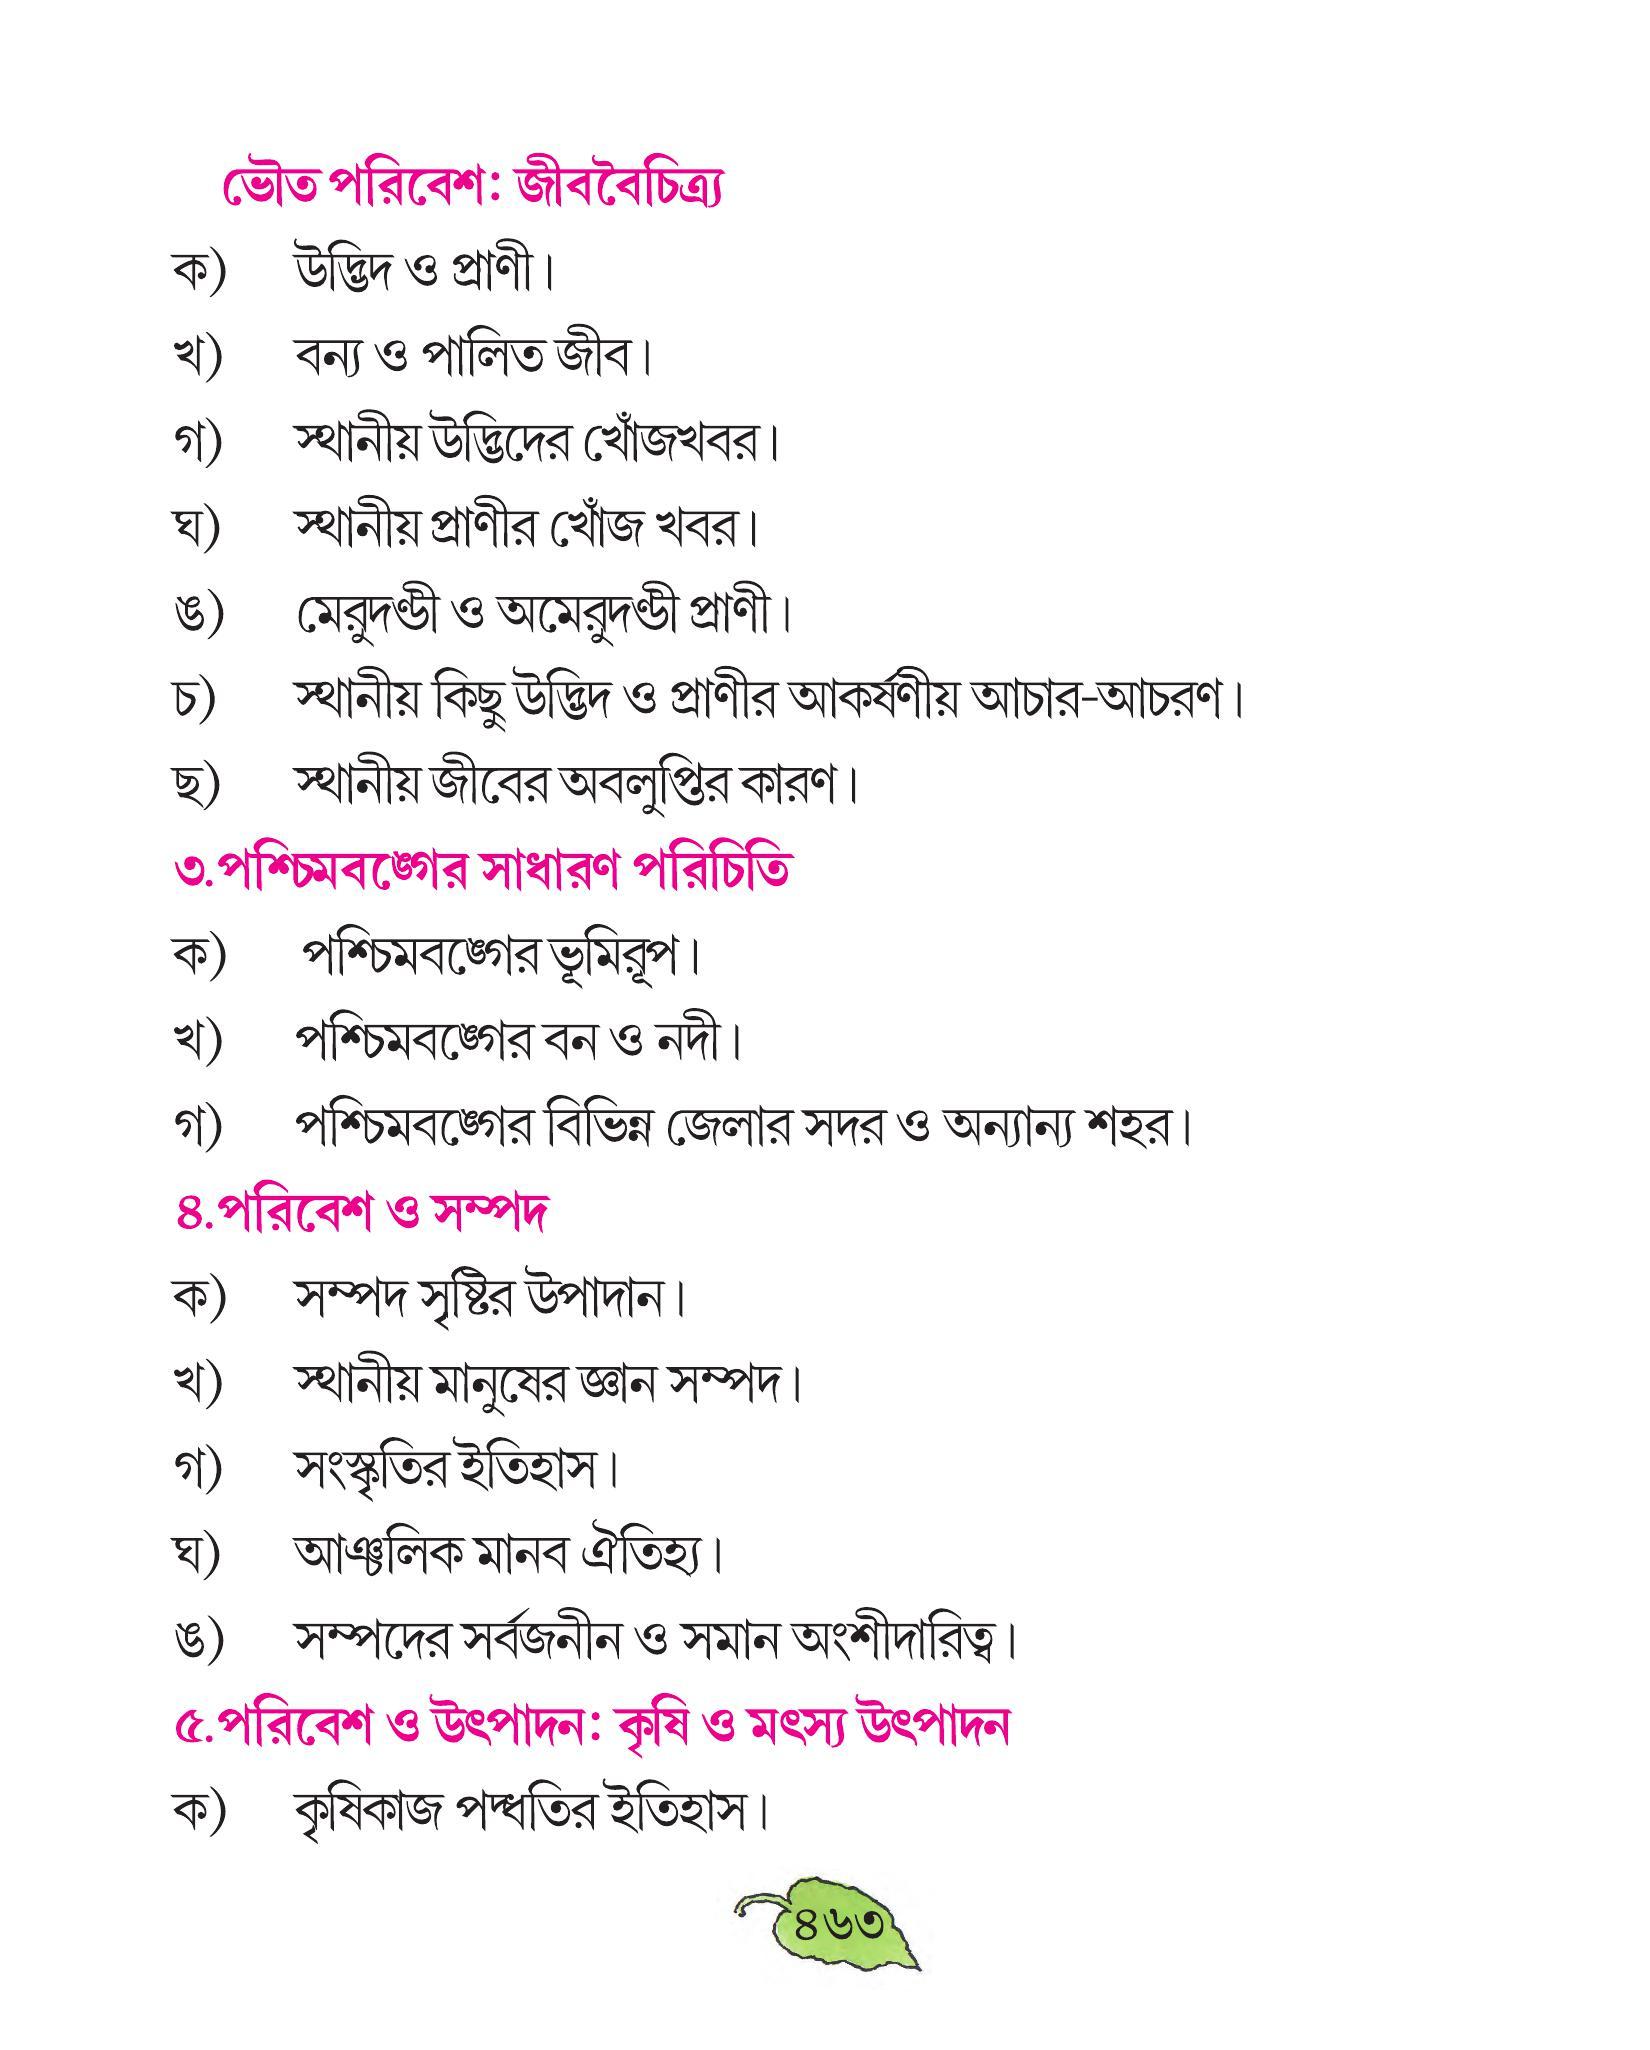 ভৌত পরিবেশ: জীববৈচিত্র্য
ক) উদ্ভিদ ও প্রাণী।
খ) বন্য ও পালিত জীব।
গ) স্থানীয় উদ্ভিদের খোঁজখবর।
ঘ) স্থানীয় প্রাণীর খোঁজ খবর।
ঙ) মেরুদণ্ডী ও অমেরুদণ্ডী প্রাণী।
চ) স্থানীয় কিছু উদ্ভিদ ও প্রাণীর আকর্ষণীয় আচার-আচরণ।
ছ) স্থানীয় জীবের অবলুপ্তির কারণ।
৩.পশ্চিমবঙ্গের সাধারণ পরিচিতি
ক) পশ্চিমবঙ্গের ভূমিরূপ।
খ) পশ্চিমবঙ্গের বন ও নদী।
গ) পশ্চিমবঙ্গের বিভিন্ন জেলার সদর ও অন্যান্য শহর।
৪.পরিবেশ ও সম্পদ
ক) সম্পদ সৃষ্টির উপাদান।
খ) স্থানীয় মানুষের জ্ঞান সম্পদ।
গ) সংস্কৃতির ইতিহাস।
ঘ) আঞ্চলিক মানব ঐতিহ্য।
ঙ) সম্পদের সর্বজনীন ও সমান অংশীদারিত্ব।
৫.পরিবেশ ও উৎপাদন: কৃষি ও মৎস্য উৎপাদন
ক) কৃষিকাজ পদ্ধতির ইতিহাস।
৪৬৩